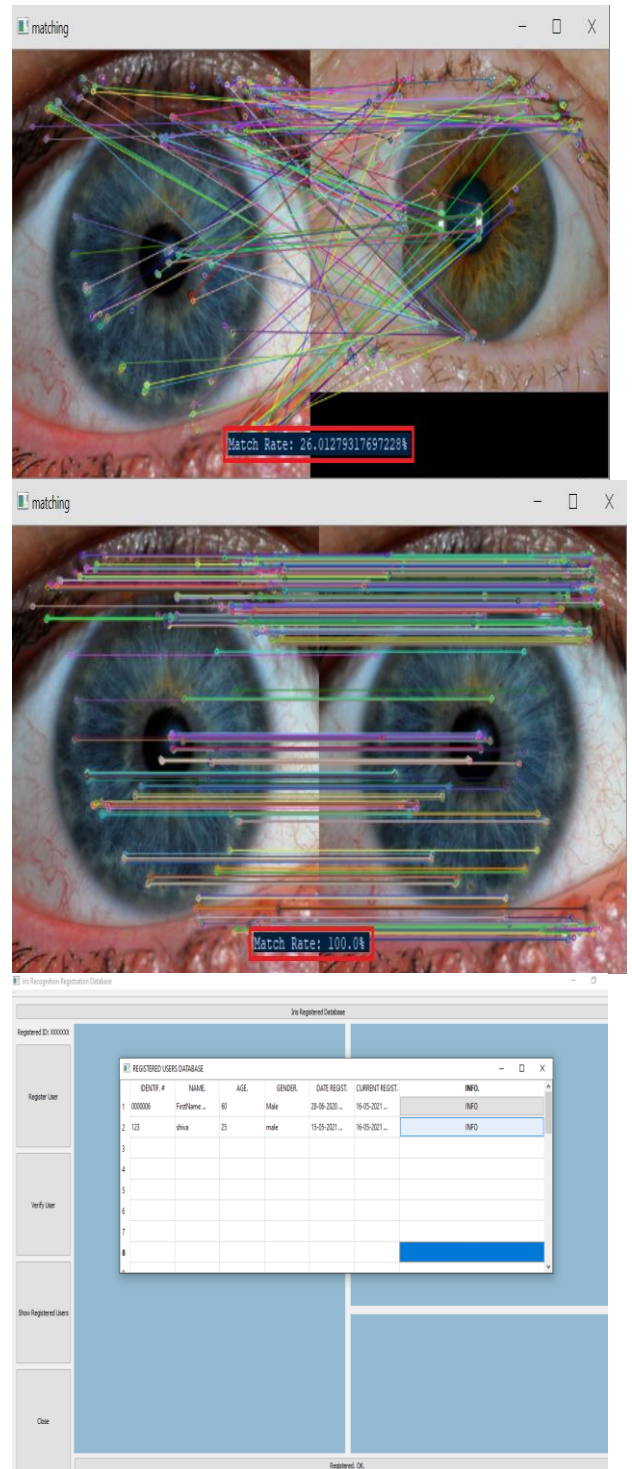 matching
Match Rate: 26.01279317697228%
matching
Match Rate: 100.0%
Iris Recognition Registration Database
Iris Registered Database
Registered ID: XXXXXXX
REGISTERED USERS DATABASE
IDENTIF. # NAME. AGE. GENDER. DATE REGIST. CURRENT REGIST. INFO.
1 0000006 FirstName ... 60 Male 28-06-2020 ... 16-05-2021 ... INFO
2 123 shiva 25 male 15-05-2021 ... 16-05-2021 ... INFO
3
4
5
6
7
8
Register User
Verify User
Show Registered Users
Close
Registered. OK.